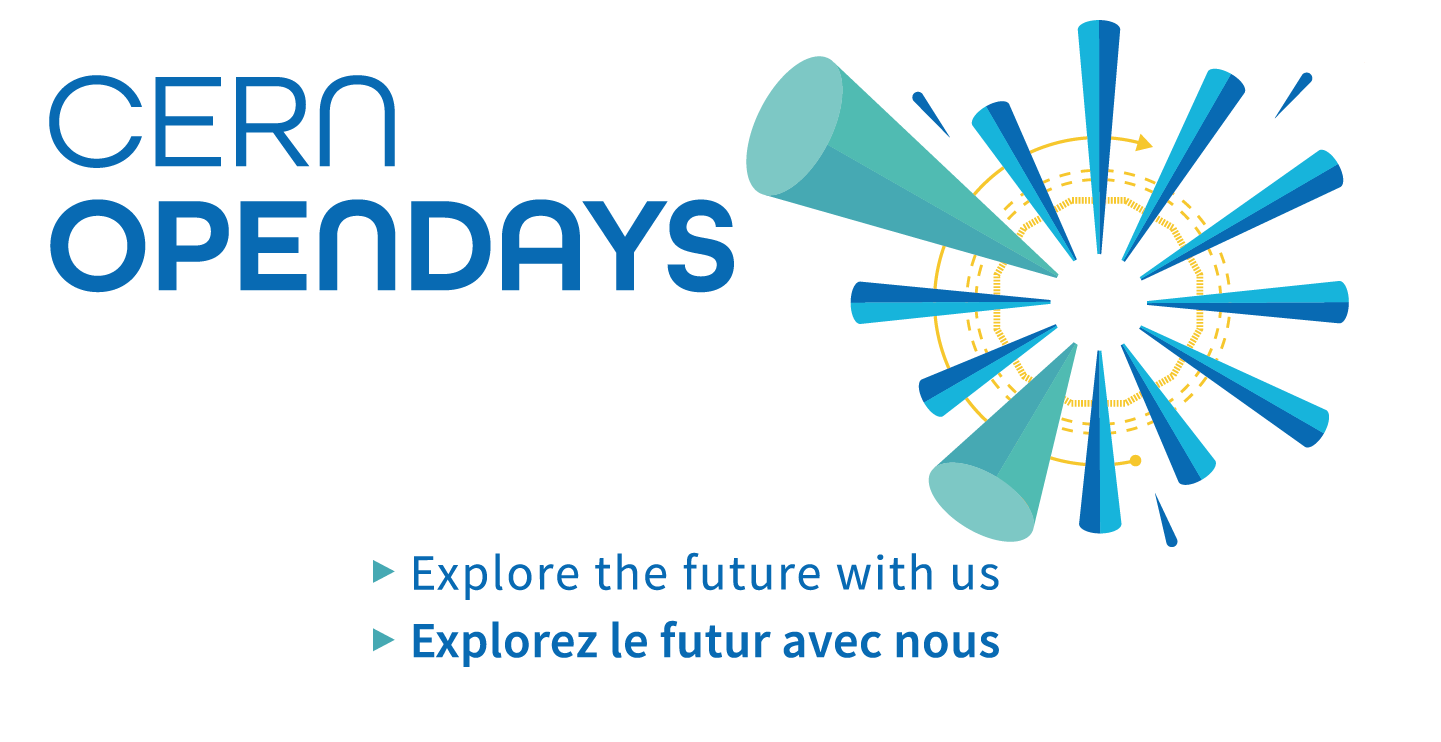 CERN
OPENDAYS
Explore the future with us
Explorez le futur avec nous